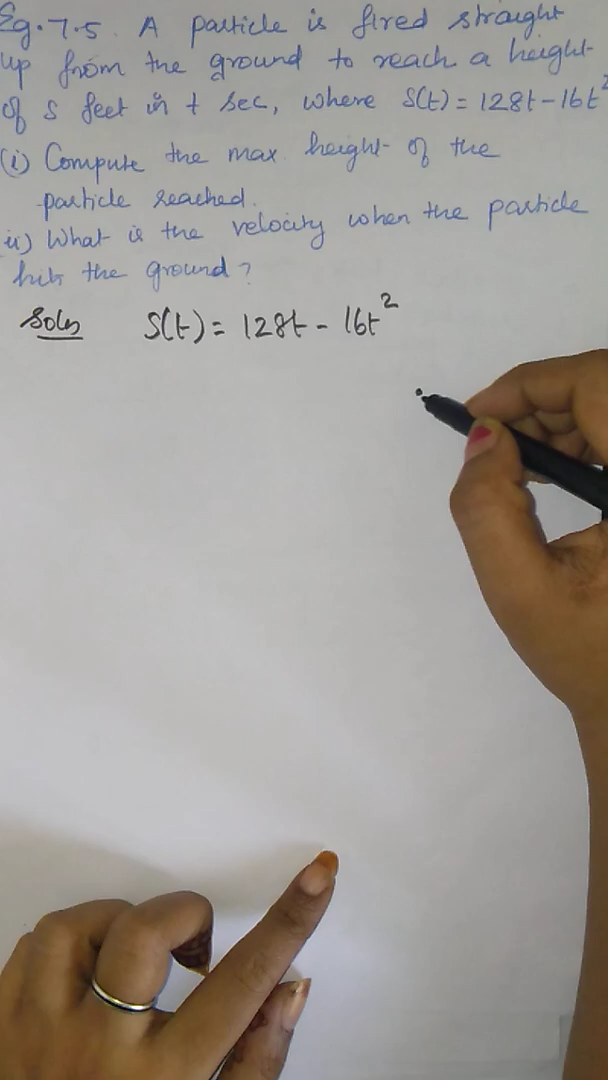 Eg. 7.5. A particle is fired straight
up from the ground to reach a height
of s feet in t sec, where s(t) = 128t - 16t²
(i) Compute the max height of the
particle reached.
ii) What is the velocity when the particle
hits the ground?
Soln S(t) = 128t - 16t²